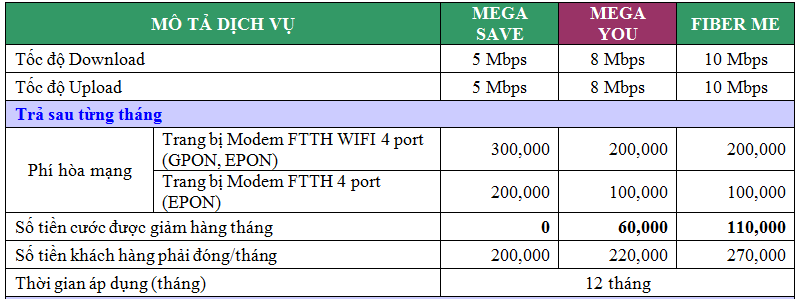 MÔ TẢ DỊCH VỤ MEGA SAVE MEGA YOU FIBER ME
Tốc độ Download 5 Mbps 8 Mbps 10 Mbps
Tốc độ Upload 5 Mbps 8 Mbps 10 Mbps
Trả sau từng tháng
Phí hòa mạng
Trang bị Modem FTTH WIFI 4 port
(GPON, EPON)
300,000 200,000 200,000
Trang bị Modem FTTH 4 port
(EPON)
200,000 100,000 100,000
Số tiền cước được giảm hàng tháng 0 60,000 110,000
Số tiền khách hàng phải đóng/tháng 200,000 220,000 270,000
Thời gian áp dụng (tháng) 12 tháng